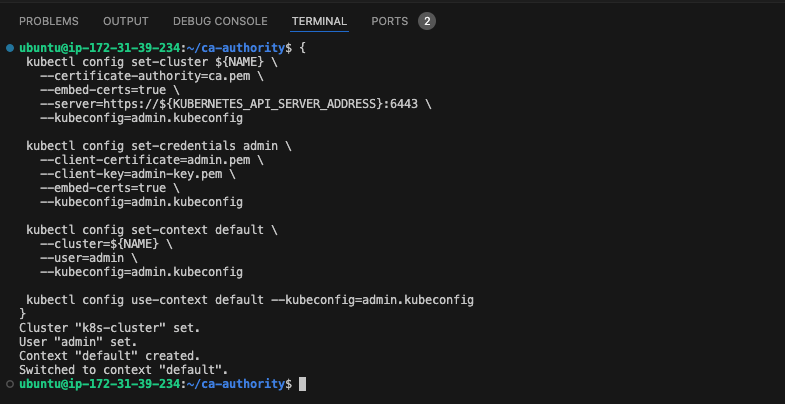 PROBLEMS OUTPUT DEBUG CONSOLE TERMINAL PORTS 2
ubuntu@ip-172-31-39-234:~/ca-authority$ {
 kubectl config set-cluster ${NAME} \
   --certificate-authority=ca.pem \
   --embed-certs=true \
   --server=https://${KUBERNETES_API_SERVER_ADDRESS}:6443 \
   --kubeconfig=admin.kubeconfig

 kubectl config set-credentials admin \
   --client-certificate=admin.pem \
   --client-key=admin-key.pem \
   --embed-certs=true \
   --kubeconfig=admin.kubeconfig

 kubectl config set-context default \
   --cluster=${NAME} \
   --user=admin \
   --kubeconfig=admin.kubeconfig

 kubectl config use-context default --kubeconfig=admin.kubeconfig
}
Cluster "k8s-cluster" set.
User "admin" set.
Context "default" created.
Switched to context "default".
ubuntu@ip-172-31-39-234:~/ca-authority$